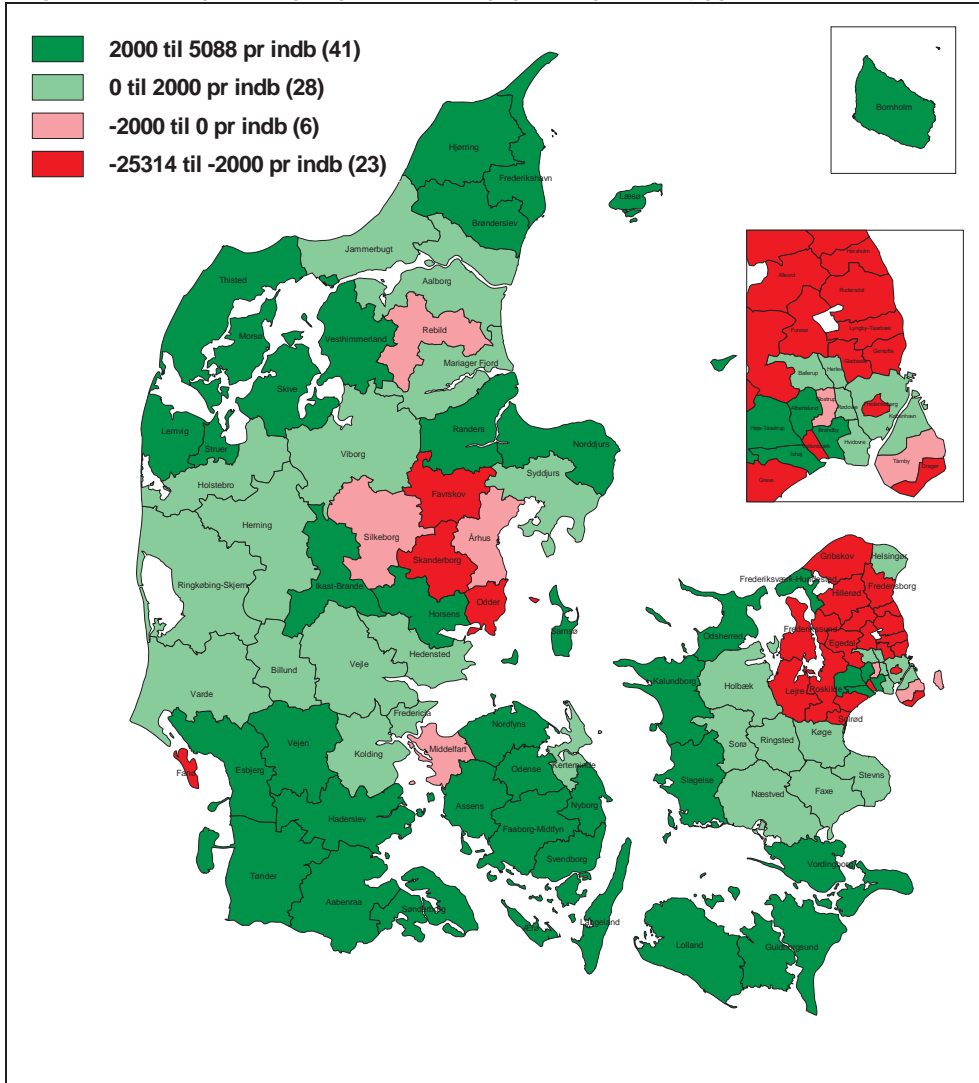 2000 til 5088 pr indb (41)
0 til 2000 pr indb (28)
-2000 til 0 pr indb (6)
-25314 til -2000 pr indb (23)
Bornholm
Hjørring
Frederikshavn
Læsø
Brønderslev
Jammerbugt
Thisted
Aalborg
Morsø
Vesthimmerland
Rebild
Mariager Fjord
Skive
Lemvig
Struer
Viborg
Randers
Norddjurs
Syddjurs
Holstebro
Favrskov
Herning
Silkeborg
Århus
Skanderborg
Ringkøbing-Skjern
Ikast-Brande
Odder
Horsens
Samsø
Hedensted
Billund
Vejle
Varde
Fredericia
Vejen
Kolding
Middelfart
Nordfyns
Fanø
Esbjerg
Odense
Kerteminde
Haderslev
Assens
Nyborg
Faaborg-Midtfyn
Svendborg
Tønder
Aabenraa
Sønderborg
Ærø
Langeland
Hørsholm
Allerød
Rudersdal
Furesø
Lyngby-Taarbæk
Gladsaxe
Gentofte
Ballerup
Herlev
Glostrup
Rødovre
Frederiksberg
København
Albertslund
Høje-Taastrup
Brøndby
Vallensbæk
Hvidovre
Ishøj
Tårnby
Dragør
Greve
Gribskov
Helsingør
Frederiksværk-Hundested
Hillerød
Fredensborg
Frederikssund
Egedal
Odsherred
Kalundborg
Holbæk
Lejre
Roskilde
Solrød
Sorø
Ringsted
Køge
Slagelse
Stevns
Næstved
Faxe
Vordingborg
Lolland
Guldborgsund